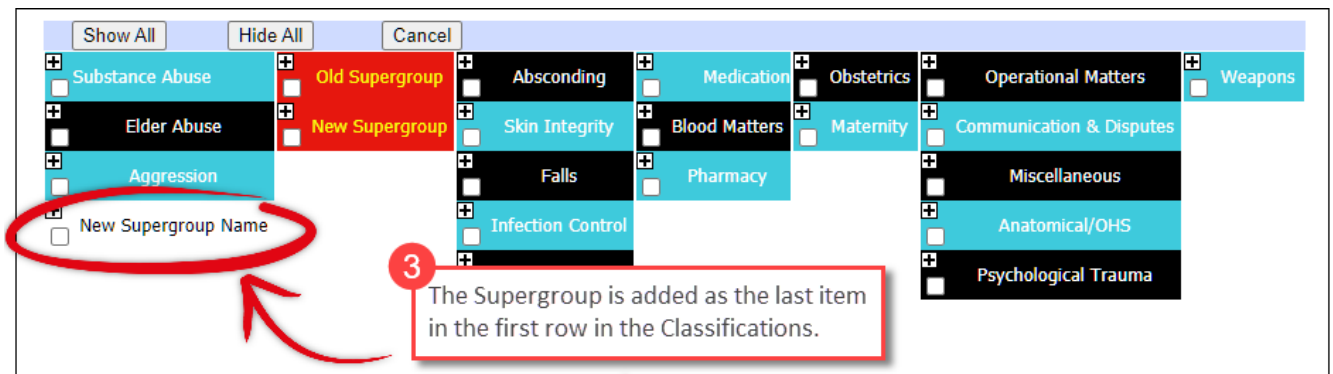 Show All Hide All Cancel
Substance Abuse Old Supergroup Absconding Medication Obstetrics Operational Matters Weapons
Elder Abuse New Supergroup Skin Integrity Blood Matters Maternity Communication & Disputes
Aggression Falls Pharmacy Miscellaneous
New Supergroup Name Infection Control Anatomical/OHS
Psychological Trauma
3
The Supergroup is added as the last item
in the first row in the Classifications.